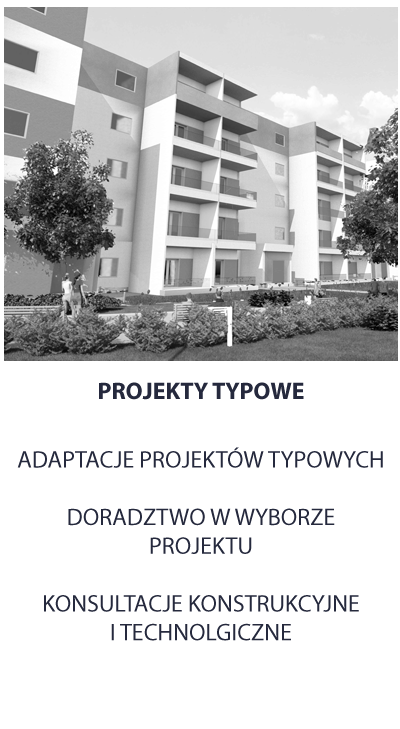 PROJEKTY TYPOWE
ADAPTACJE PROJEKTÓW TYPOWYCH
DORADZTWO W WYBORZE
PROJEKTU
KONSULTACJE KONSTRUKCYJNE
I TECHNOLGICZNE